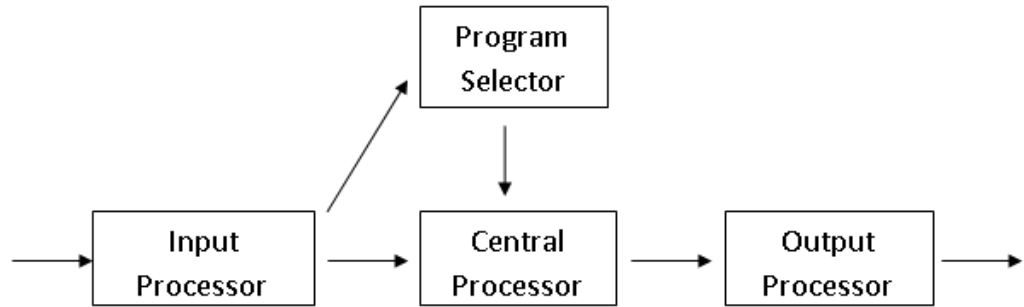 Program
Selector
Input
Processor
Central
Processor
Output
Processor